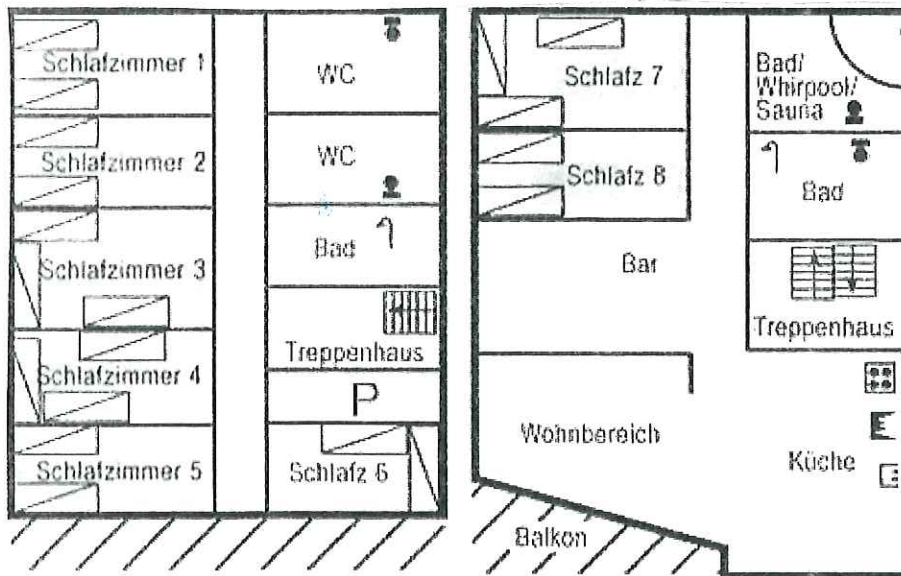 Schlafzimmer 1
WC
Schlafzimmer 2
WC
Schlafzimmer 3
Bad
Treppenhaus
Schlafzimmer 4
P
Schlafzimmer 5
Schlafz 6
Schlafz 7
Bad/
Whirpool/
Sauna
Schlafz 8
Bad
Bar
Treppenhaus
Wohnbereich
Küche
Balkon